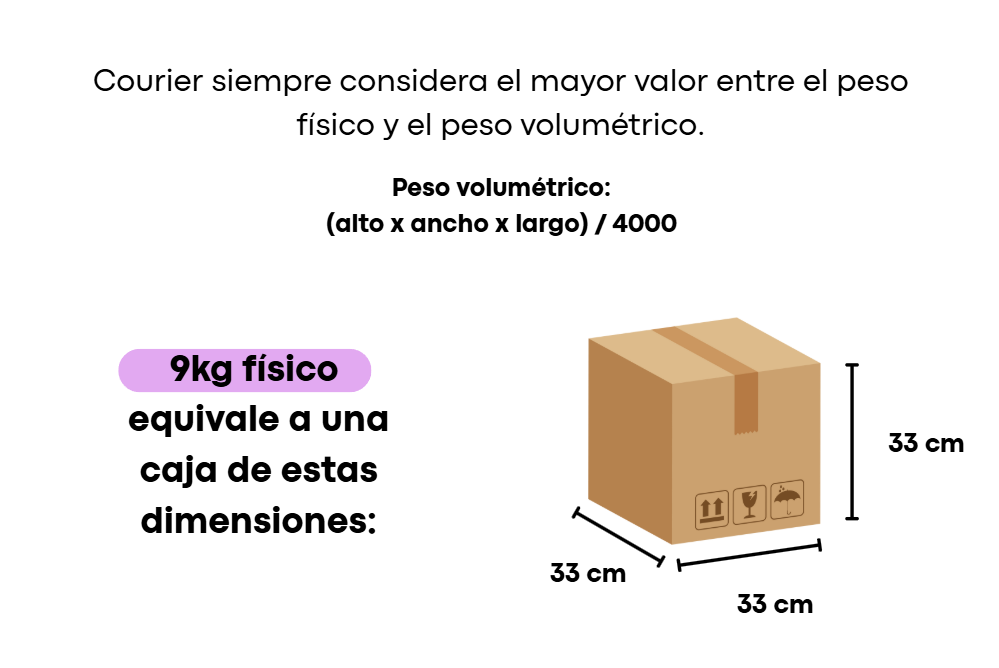 Courier siempre considera el mayor valor entre el peso
físico y el peso volumétrico.
Peso volumétrico:
(alto x ancho x largo) / 4000
9kg físico
equivale a una
caja de estas
dimensiones:
33 cm
33 cm
33 cm